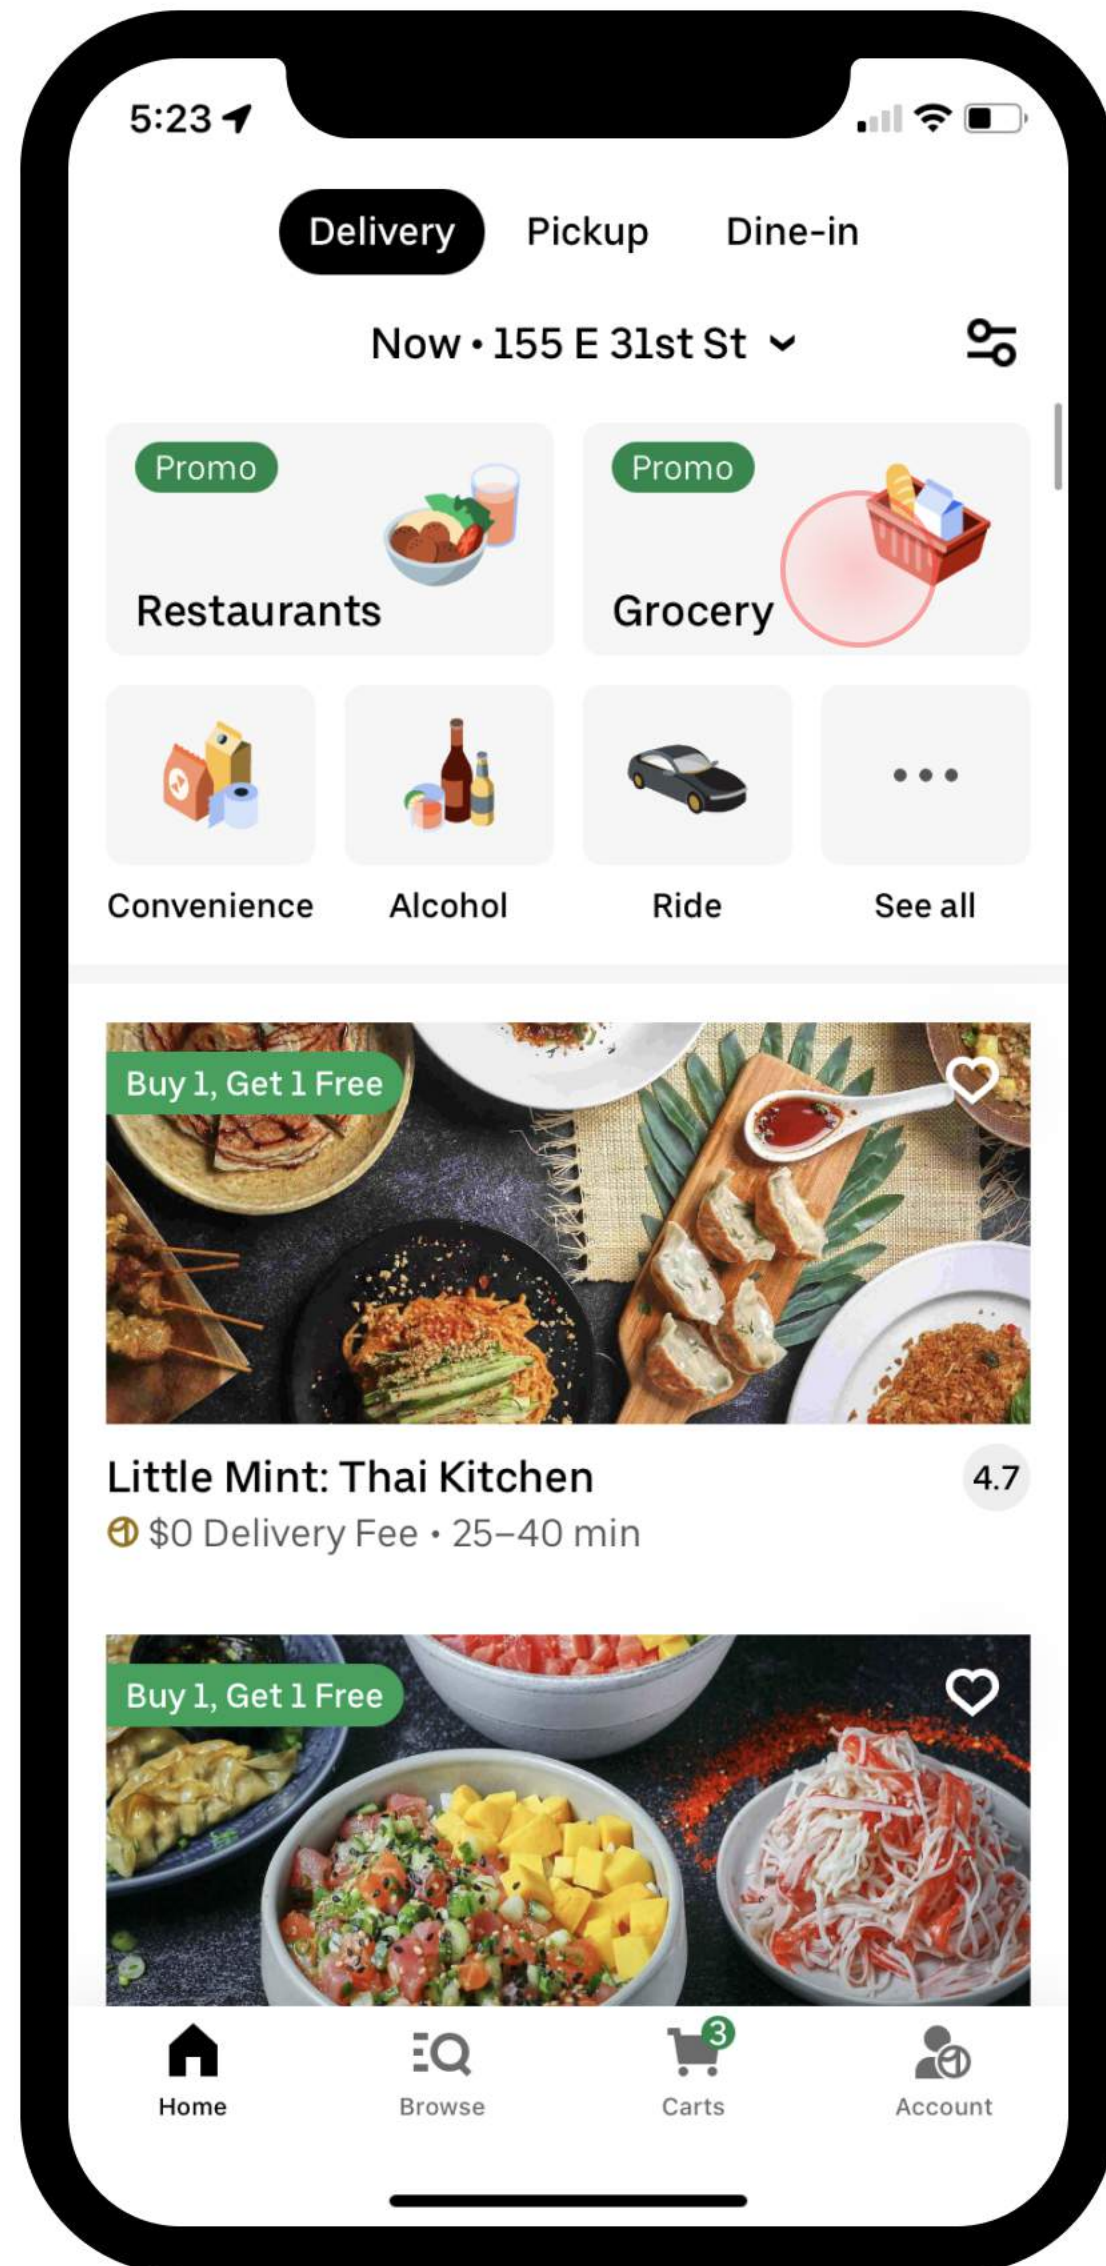 5:23
Delivery Pickup Dine-in
Now • 155 E 31st St
Promo Promo
Restaurants Grocery
Convenience Alcohol Ride See all
Buy 1, Get 1 Free
Little Mint: Thai Kitchen 4.7
$0 Delivery Fee • 25–40 min
Buy 1, Get 1 Free
3
Home Browse Carts Account